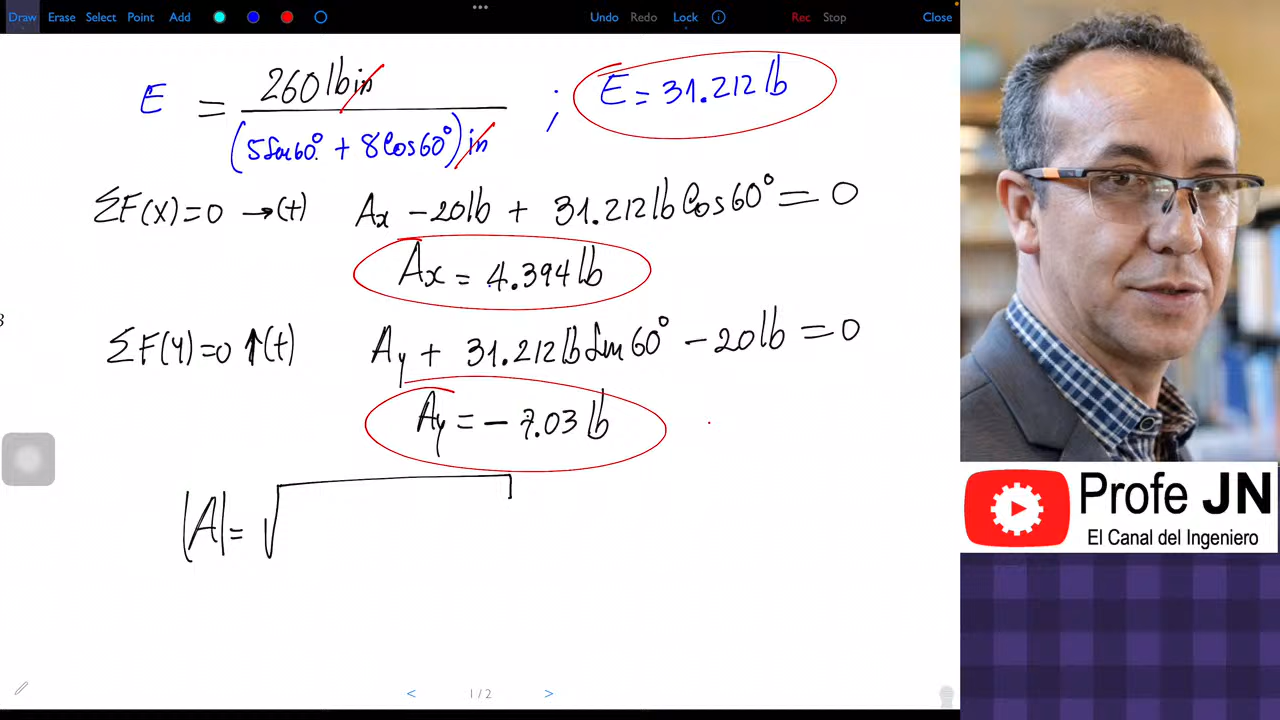 Draw Erase Select Point Add Undo Redo Lock Rec Stop Close
E = 260 lb in / (5 Sen 60° + 8 Cos 60°) in ; E = 31.212 lb
ΣF(x)=0 →(+) Ax - 20lb + 31.212 lb Cos 60° = 0
Ax = 4.394 lb
3
ΣF(y)=0 ↑(+) Ay + 31.212 lb Sen 60° - 20 lb = 0
Ay = - 7.03 lb
|A| = √
Profe JN
El Canal del Ingeniero
< 1/2 >